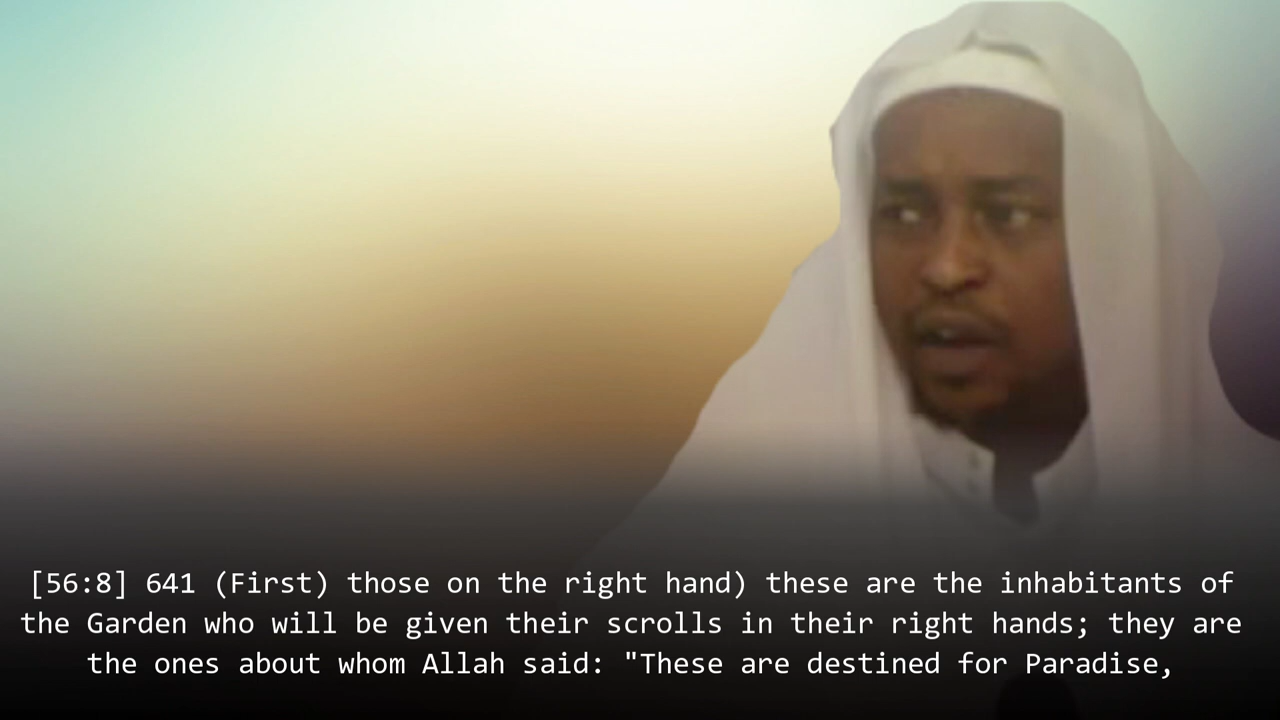 [56:8] 641 (First) those on the right hand) these are the inhabitants of
the Garden who will be given their scrolls in their right hands; they are
the ones about whom Allah said: "These are destined for Paradise,